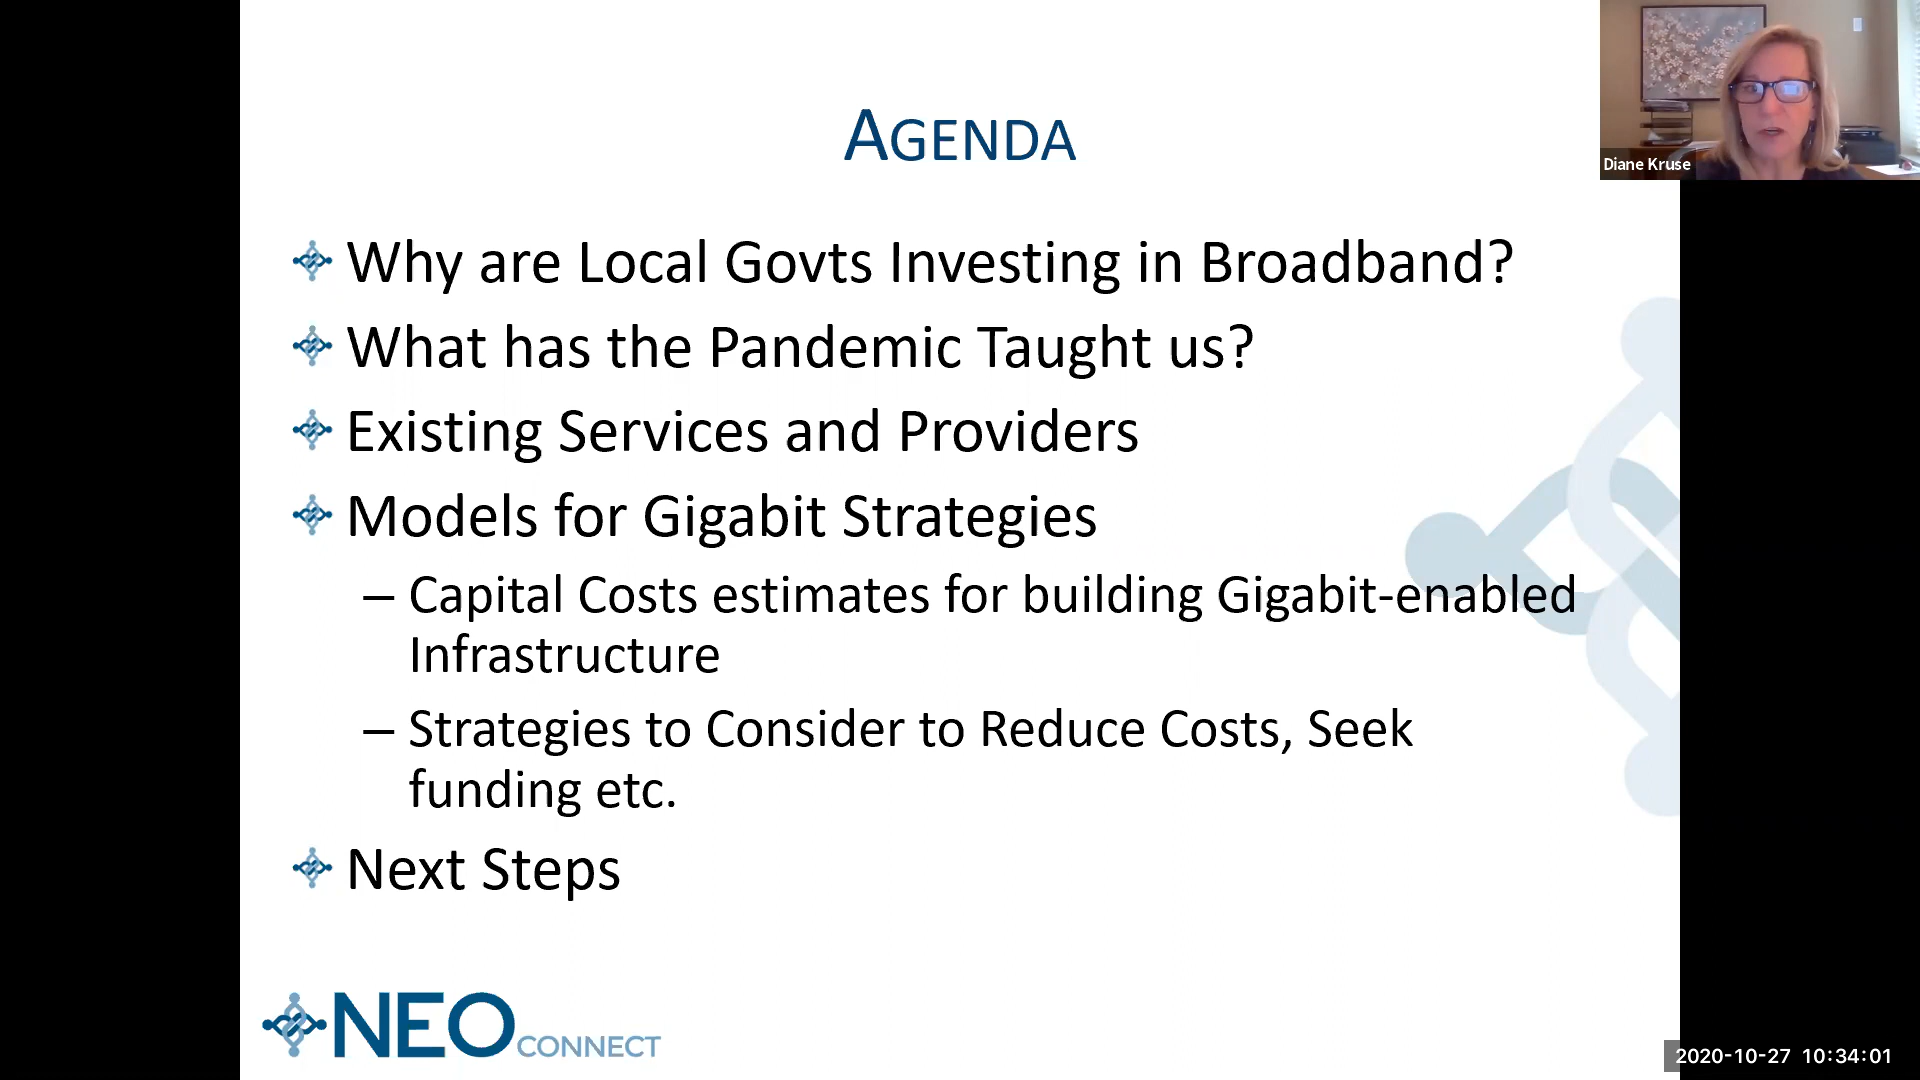 AGENDA
Why are Local Govts Investing in Broadband?
What has the Pandemic Taught us?
Existing Services and Providers
Models for Gigabit Strategies
– Capital Costs estimates for building Gigabit-enabled
Infrastructure
– Strategies to Consider to Reduce Costs, Seek
funding etc.
Next Steps
NEO CONNECT
Diane Kruse
2020-10-27 10:34:01